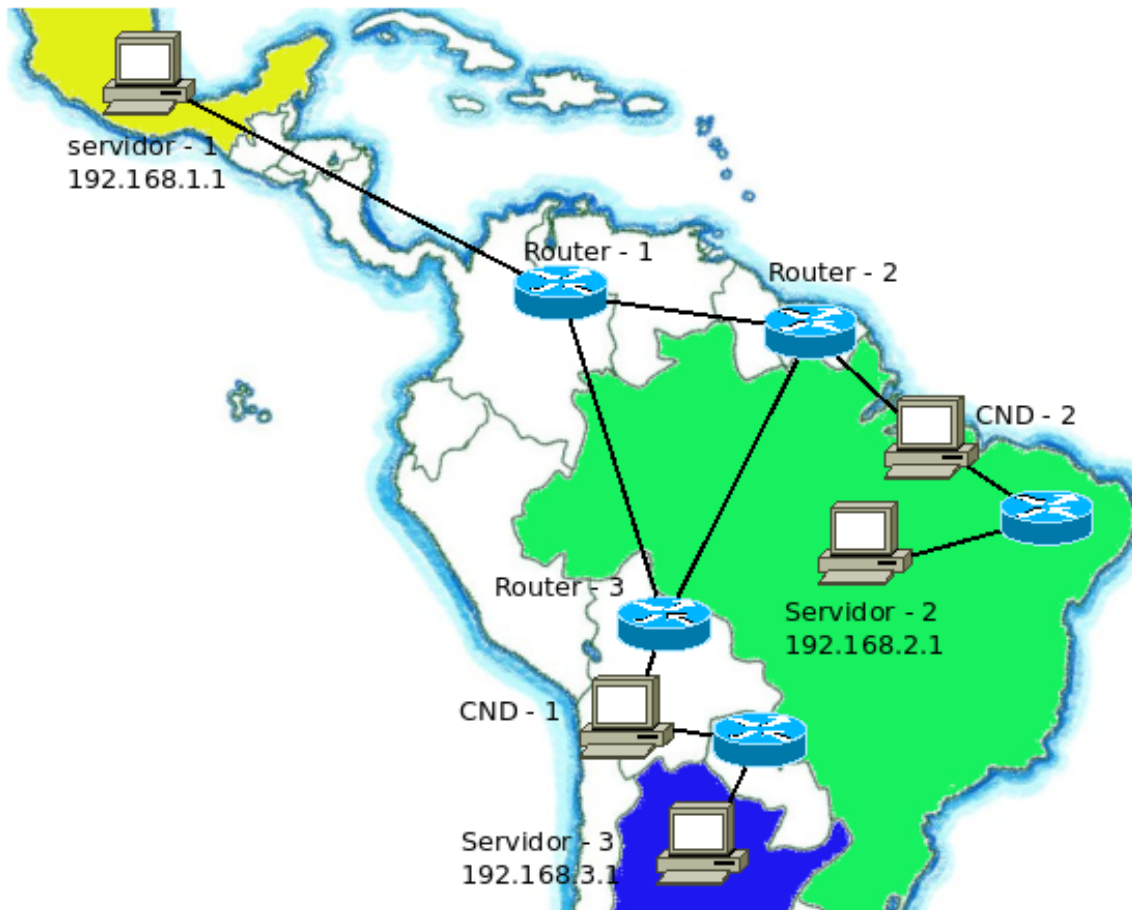 servidor - 1
192.168.1.1
Router - 1
Router - 2
CND - 2
Servidor - 2
192.168.2.1
Router - 3
CND - 1
Servidor - 3
192.168.3.1